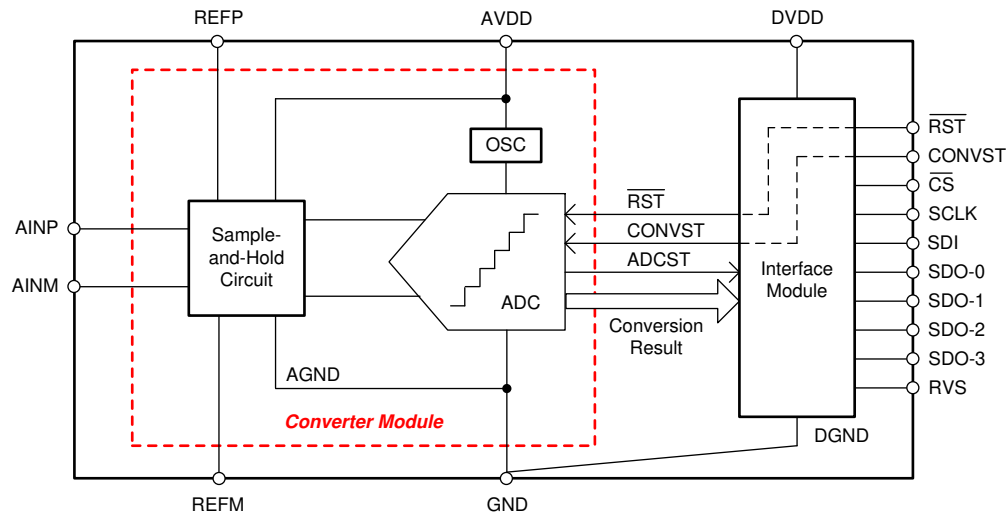 REFP
AVDD
DVDD
OSC
RST
CONVST
CS
SCLK
SDI
SDO-0
SDO-1
SDO-2
SDO-3
RVS
AINP
AINM
Sample-
and-Hold
Circuit
RST
CONVST
ADCST
ADC
Conversion
Result
Interface
Module
AGND
Converter Module
DGND
REFM
GND